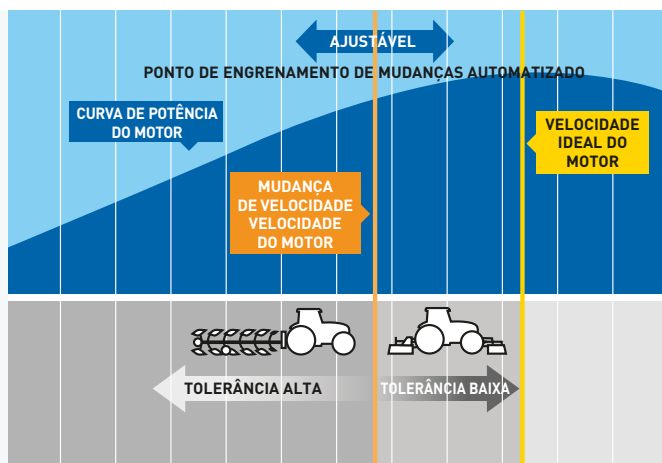 AJUSTÁVEL
PONTO DE ENGRENAMENTO DE MUDANÇAS AUTOMATIZADO
CURVA DE POTÊNCIA
DO MOTOR
VELOCIDADE
IDEAL DO
MOTOR
MUDANÇA
DE VELOCIDADE
VELOCIDADE
DO MOTOR
TOLERÂNCIA ALTA
TOLERÂNCIA BAIXA